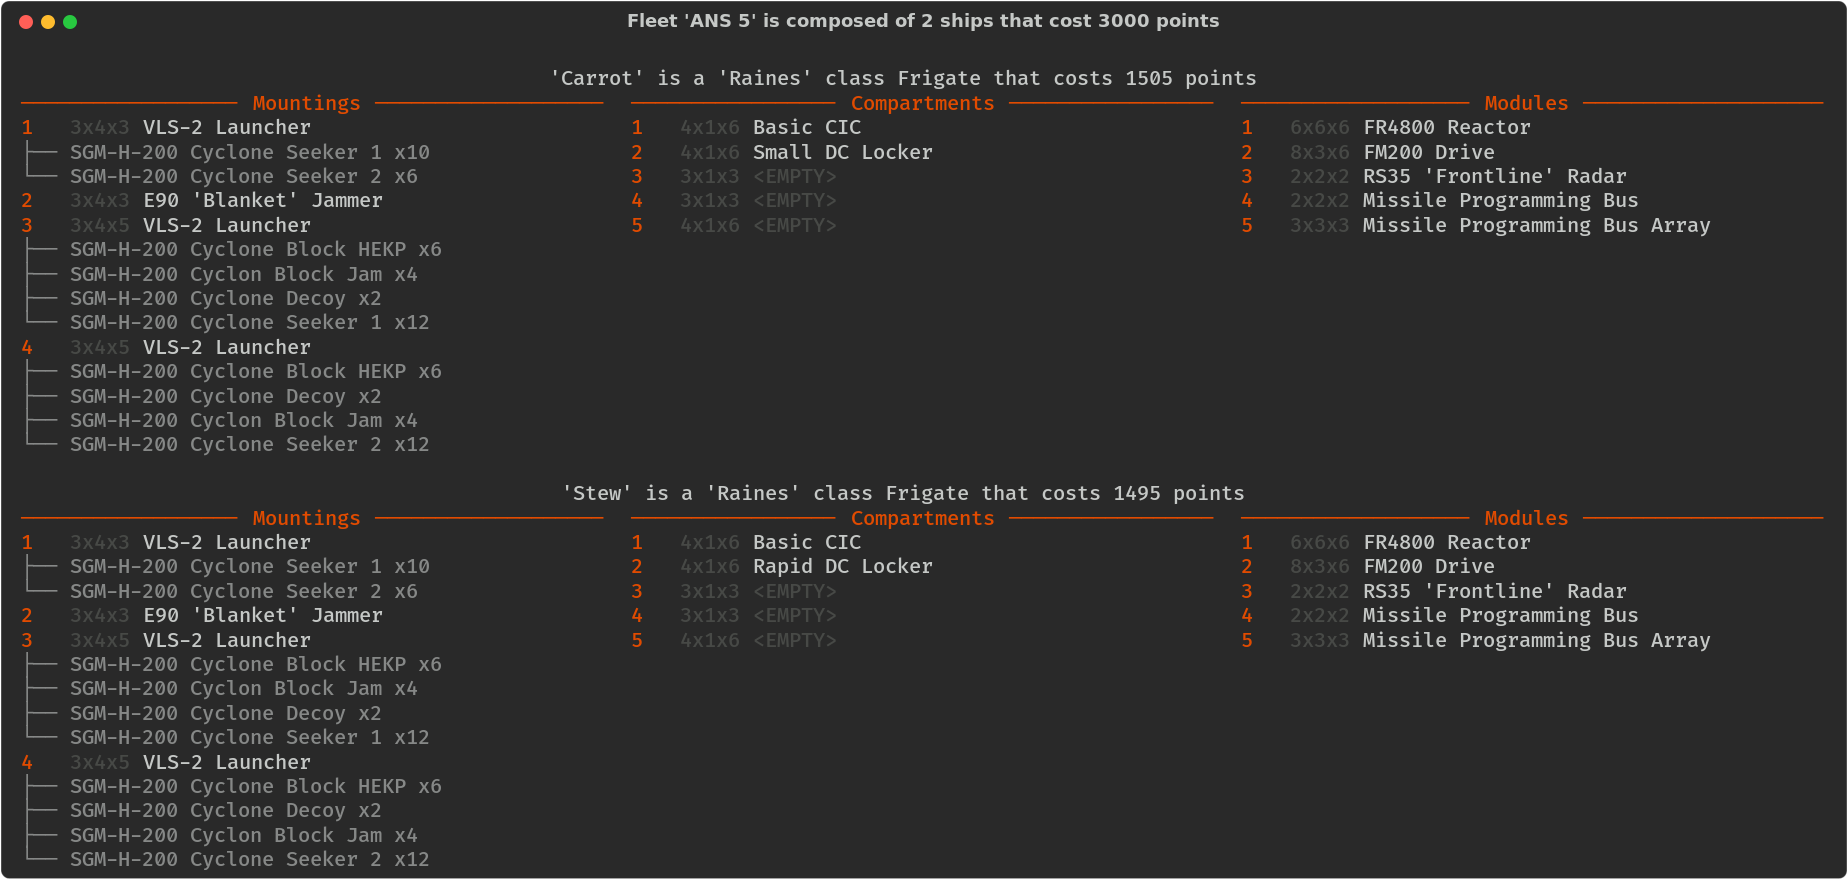 Fleet 'ANS 5' is composed of 2 ships that cost 3000 points
'Carrot' is a 'Raines' class Frigate that costs 1505 points
Mountings Compartments Modules
1 3x4x3 VLS-2 Launcher 1 4x1x6 Basic CIC 1 6x6x6 FR4800 Reactor
SGM-H-200 Cyclone Seeker 1 x10 2 4x1x6 Small DC Locker 2 8x3x6 FM200 Drive
SGM-H-200 Cyclone Seeker 2 x6 3 3x1x3 <EMPTY> 3 2x2x2 RS35 'Frontline' Radar
2 3x4x3 E90 'Blanket' Jammer 4 3x1x3 <EMPTY> 4 2x2x2 Missile Programming Bus
3 3x4x5 VLS-2 Launcher 5 4x1x6 <EMPTY> 5 3x3x3 Missile Programming Bus Array
SGM-H-200 Cyclone Block HEKP x6
SGM-H-200 Cyclon Block Jam x4
SGM-H-200 Cyclone Decoy x2
SGM-H-200 Cyclone Seeker 1 x12
4 3x4x5 VLS-2 Launcher
SGM-H-200 Cyclone Block HEKP x6
SGM-H-200 Cyclone Decoy x2
SGM-H-200 Cyclon Block Jam x4
SGM-H-200 Cyclone Seeker 2 x12
'Stew' is a 'Raines' class Frigate that costs 1495 points
Mountings Compartments Modules
1 3x4x3 VLS-2 Launcher 1 4x1x6 Basic CIC 1 6x6x6 FR4800 Reactor
SGM-H-200 Cyclone Seeker 1 x10 2 4x1x6 Rapid DC Locker 2 8x3x6 FM200 Drive
SGM-H-200 Cyclone Seeker 2 x6 3 3x1x3 <EMPTY> 3 2x2x2 RS35 'Frontline' Radar
2 3x4x3 E90 'Blanket' Jammer 4 3x1x3 <EMPTY> 4 2x2x2 Missile Programming Bus
3 3x4x5 VLS-2 Launcher 5 4x1x6 <EMPTY> 5 3x3x3 Missile Programming Bus Array
SGM-H-200 Cyclone Block HEKP x6
SGM-H-200 Cyclon Block Jam x4
SGM-H-200 Cyclone Decoy x2
SGM-H-200 Cyclone Seeker 1 x12
4 3x4x5 VLS-2 Launcher
SGM-H-200 Cyclone Block HEKP x6
SGM-H-200 Cyclone Decoy x2
SGM-H-200 Cyclon Block Jam x4
SGM-H-200 Cyclone Seeker 2 x12